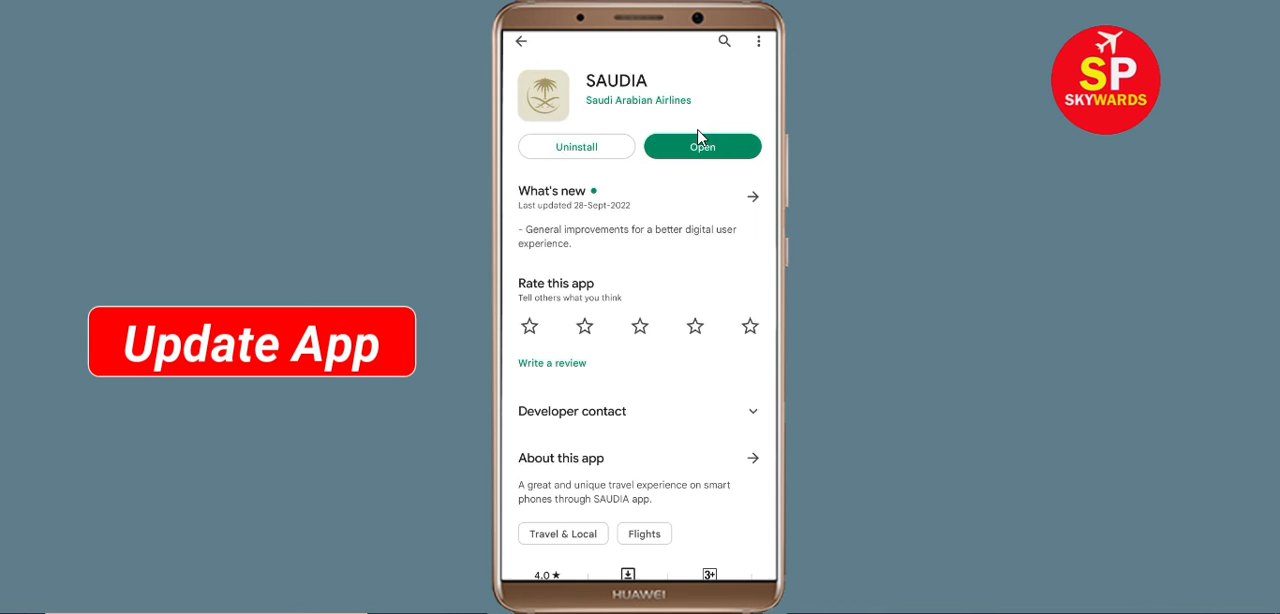 SAUDIA
Saudi Arabian Airlines
Uninstall
Open
What's new
Last updated 28-Sept-2022
- General improvements for a better digital user
experience.
Rate this app
Tell others what you think
Write a review
Developer contact
About this app
A great and unique travel experience on smart
phones through SAUDIA app.
Travel & Local
Flights
4.0 ★
3+
HUAWEI
Update App
SP
SKYWARDS